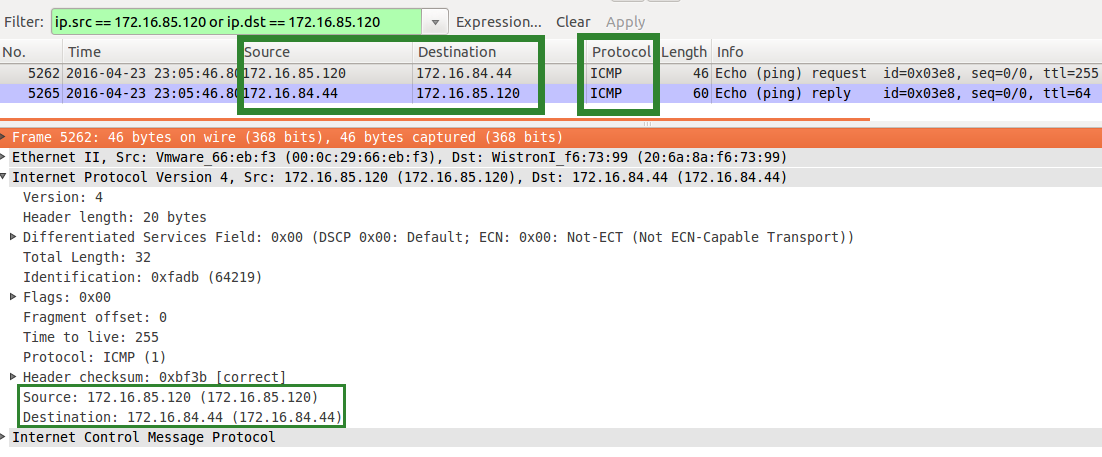 Filter: ip.src == 172.16.85.120 or ip.dst == 172.16.85.120 Expression... Clear Apply
No. Time Source Destination Protocol Length Info
5262 2016-04-23 23:05:46.80 172.16.85.120 172.16.84.44 ICMP 46 Echo (ping) request id=0x03e8, seq=0/0, ttl=255
5265 2016-04-23 23:05:46.80 172.16.84.44 172.16.85.120 ICMP 60 Echo (ping) reply id=0x03e8, seq=0/0, ttl=64
Frame 5262: 46 bytes on wire (368 bits), 46 bytes captured (368 bits)
Ethernet II, Src: Vmware_66:eb:f3 (00:0c:29:66:eb:f3), Dst: WistronI_f6:73:99 (20:6a:8a:f6:73:99)
Internet Protocol Version 4, Src: 172.16.85.120 (172.16.85.120), Dst: 172.16.84.44 (172.16.84.44)
Version: 4
Header length: 20 bytes
Differentiated Services Field: 0x00 (DSCP 0x00: Default; ECN: 0x00: Not-ECT (Not ECN-Capable Transport))
Total Length: 32
Identification: 0xfadb (64219)
Flags: 0x00
Fragment offset: 0
Time to live: 255
Protocol: ICMP (1)
Header checksum: 0xbf3b [correct]
Source: 172.16.85.120 (172.16.85.120)
Destination: 172.16.84.44 (172.16.84.44)
Internet Control Message Protocol